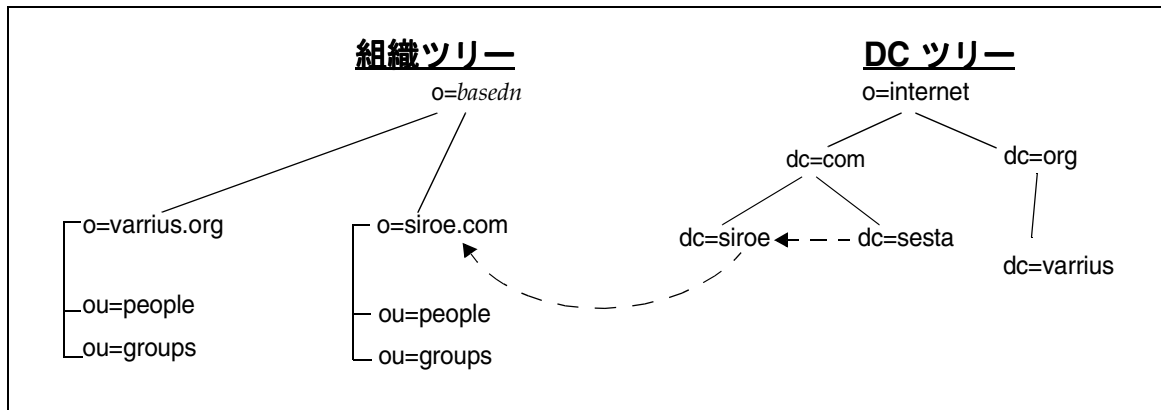 組織ツリー
o=basedn
o=varrius.org
ou=people
ou=groups
o=siroe.com
ou=people
ou=groups
DC ツリー
o=internet
dc=com
dc=org
dc=siroe
dc=sesta
dc=varrius